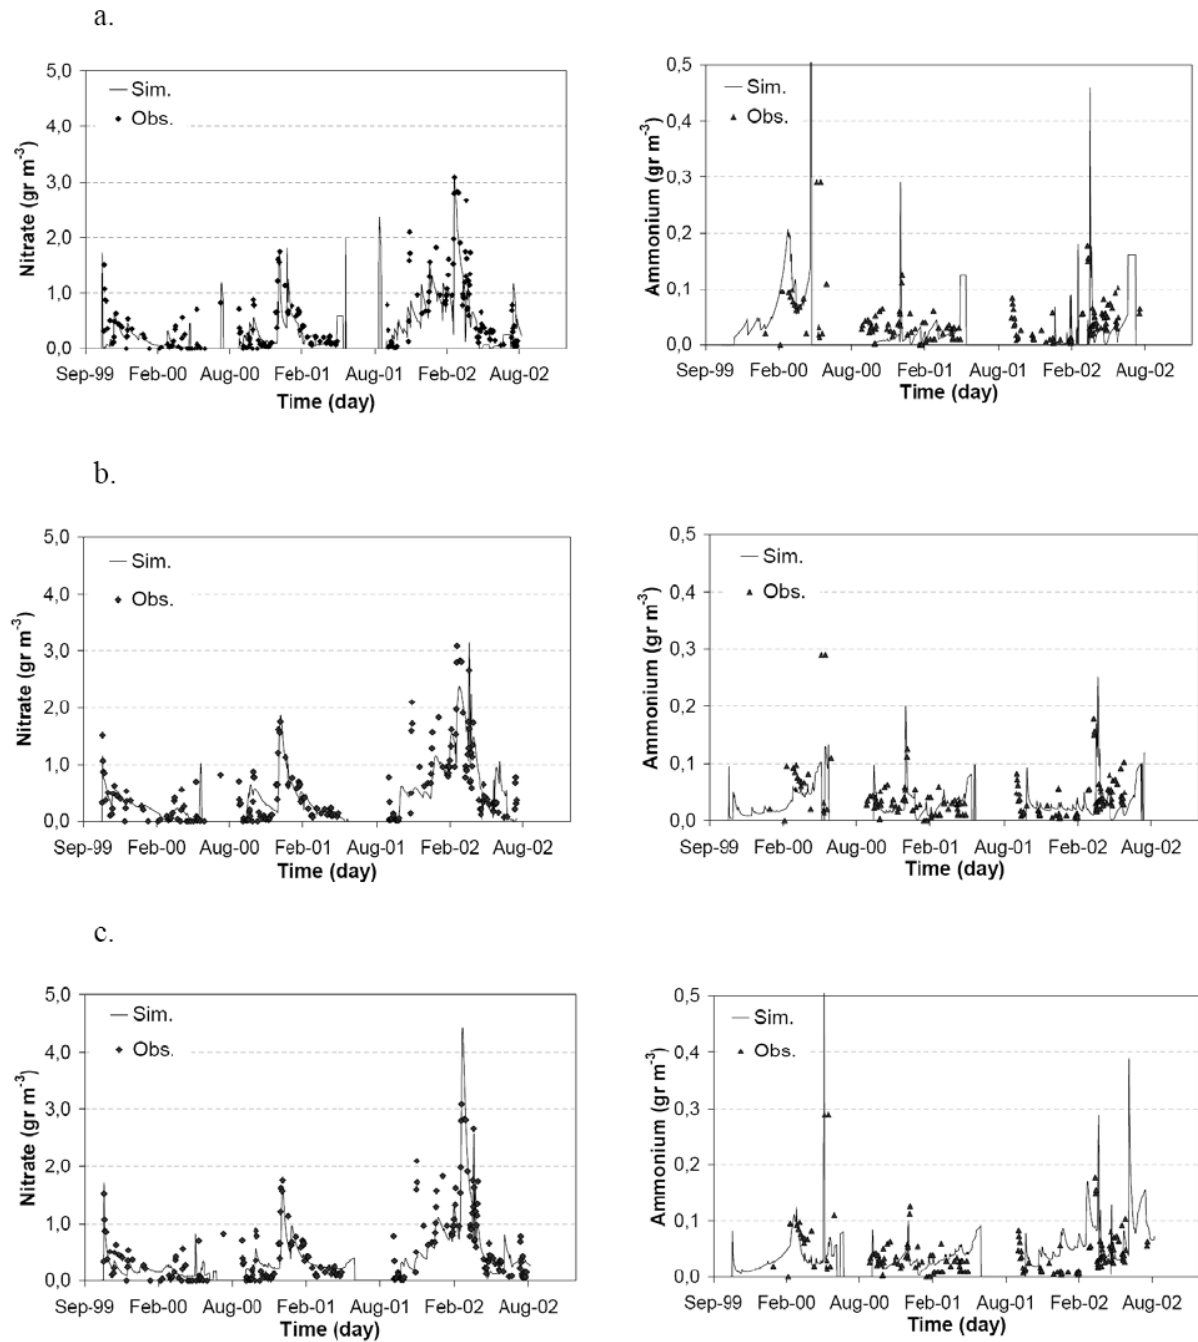 a.
5,0
4,0
3,0
2,0
1,0
0,0
Nitrate (gr m-3)
Sim.
Obs.
Sep-99 Feb-00 Aug-00 Feb-01 Aug-01 Feb-02 Aug-02
Time (day)
0,5
0,4
0,3
0,2
0,1
0,0
Ammonium (gr m-3)
Sim.
Obs.
Sep-99 Feb-00 Aug-00 Feb-01 Aug-01 Feb-02 Aug-02
Time (day)
b.
5,0
4,0
3,0
2,0
1,0
0,0
Nitrate (gr m-3)
Sim.
Obs.
Sep-99 Feb-00 Aug-00 Feb-01 Aug-01 Feb-02 Aug-02
Time (day)
0,5
0,4
0,3
0,2
0,1
0,0
Ammonium (gr m-3)
Sim.
Obs.
Sep-99 Feb-00 Aug-00 Feb-01 Aug-01 Feb-02 Aug-02
Time (day)
c.
5,0
4,0
3,0
2,0
1,0
0,0
Nitrate (gr m-3)
Sim.
Obs.
Sep-99 Feb-00 Aug-00 Feb-01 Aug-01 Feb-02 Aug-02
Time (day)
0,5
0,4
0,3
0,2
0,1
0,0
Ammonium (gr m-3)
Sim.
Obs.
Sep-99 Feb-00 Aug-00 Feb-01 Aug-01 Feb-02 Aug-02
Time (day)